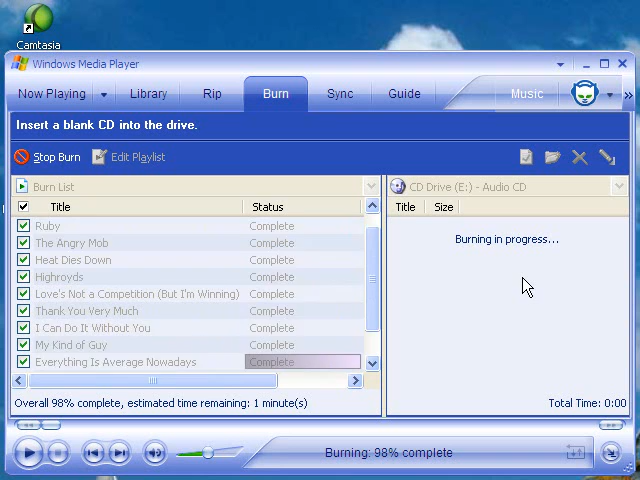 Camtasia
Windows Media Player
Now Playing Library Rip Burn Sync Guide Music »
Insert a blank CD into the drive.
Stop Burn Edit Playlist
Burn List CD Drive (E:) - Audio CD
Title Status Title Size
Ruby Complete
Burning in progress...
The Angry Mob Complete
Heat Dies Down Complete
Highroyds Complete
Love's Not a Competition (But I'm Winning) Complete
Thank You Very Much Complete
I Can Do It Without You Complete
My Kind of Guy Complete
Everything Is Average Nowadays Complete
Overall 98% complete, estimated time remaining: 1 minute(s) Total Time: 0:00
Burning: 98% complete